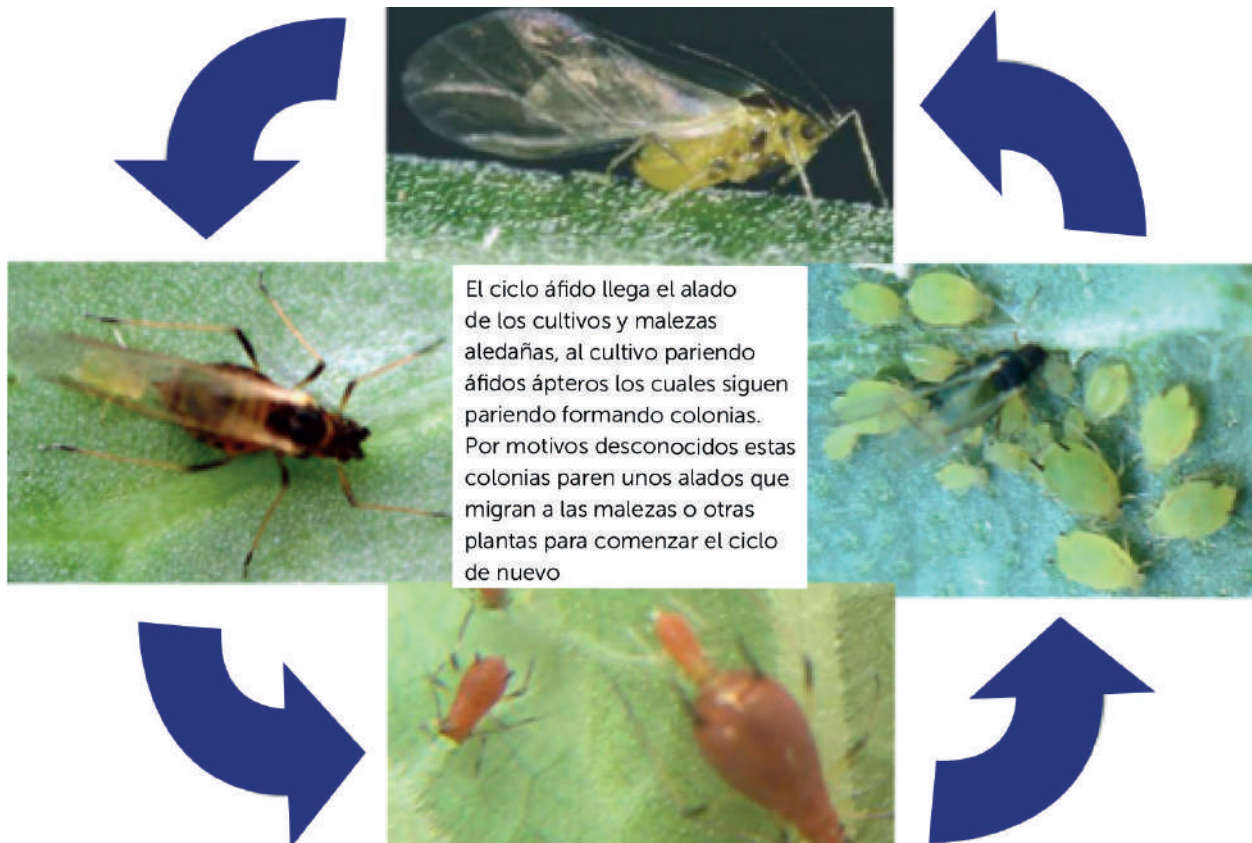 El ciclo áfido llega el alado
de los cultivos y malezas
aledañas, al cultivo pariendo
áfidos ápteros los cuales siguen
pariendo formando colonias.
Por motivos desconocidos estas
colonias paren unos alados que
migran a las malezas o otras
plantas para comenzar el ciclo
de nuevo